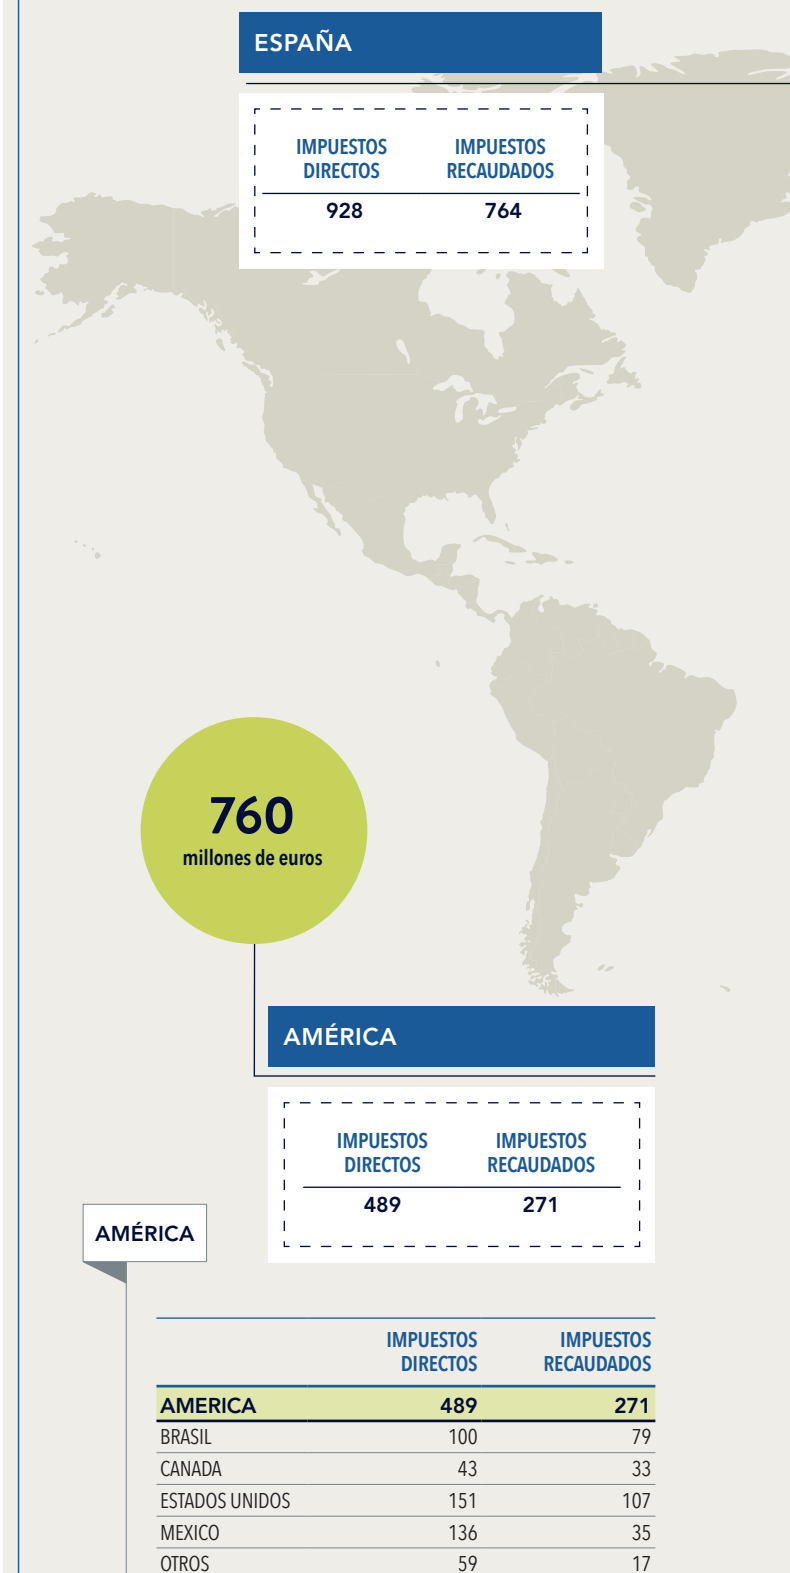 ESPAÑA
IMPUESTOS DIRECTOS
IMPUESTOS RECAUDADOS
928 764
760
millones de euros
AMÉRICA
IMPUESTOS DIRECTOS
IMPUESTOS RECAUDADOS
489 271
AMÉRICA
IMPUESTOS DIRECTOS
IMPUESTOS RECAUDADOS
AMERICA 489 271
BRASIL 100 79
CANADA 43 33
ESTADOS UNIDOS 151 107
MEXICO 136 35
OTROS 59 17